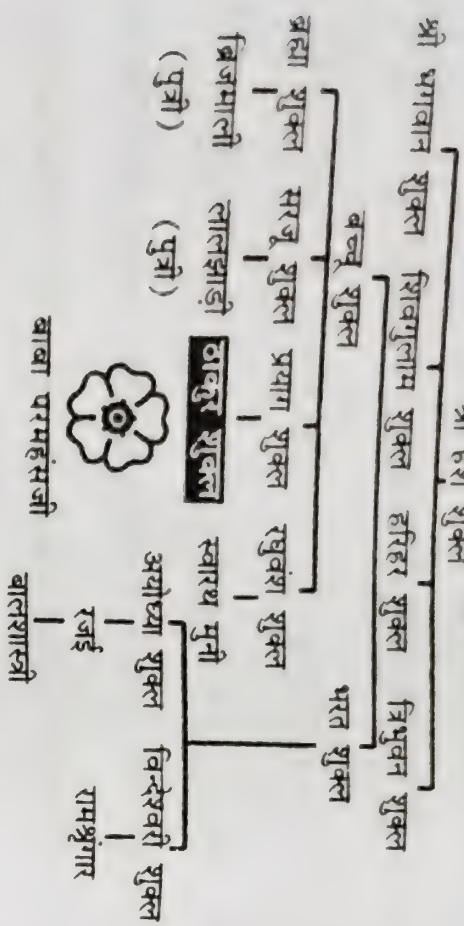 श्री शुक्ल
श्री भगवान शुक्ल शिवगुलाम शुक्ल हरिहर शुक्ल त्रिभुवन शुक्ल
बच्चू शुक्ल भरत शुक्ल
ब्रह्मा शुक्ल सरजू शुक्ल प्रयाग शुक्ल रघुवंश शुक्ल
ब्रिजमाली लालझाड़ी ठाकुर शुक्ल स्वारथ मुनी
(पुत्री) (पुत्री) अयोध्या शुक्ल विन्देश्वरी शुक्ल
रजई रामश्रृंगार
बाबा परमहंसजी बालशास्त्री